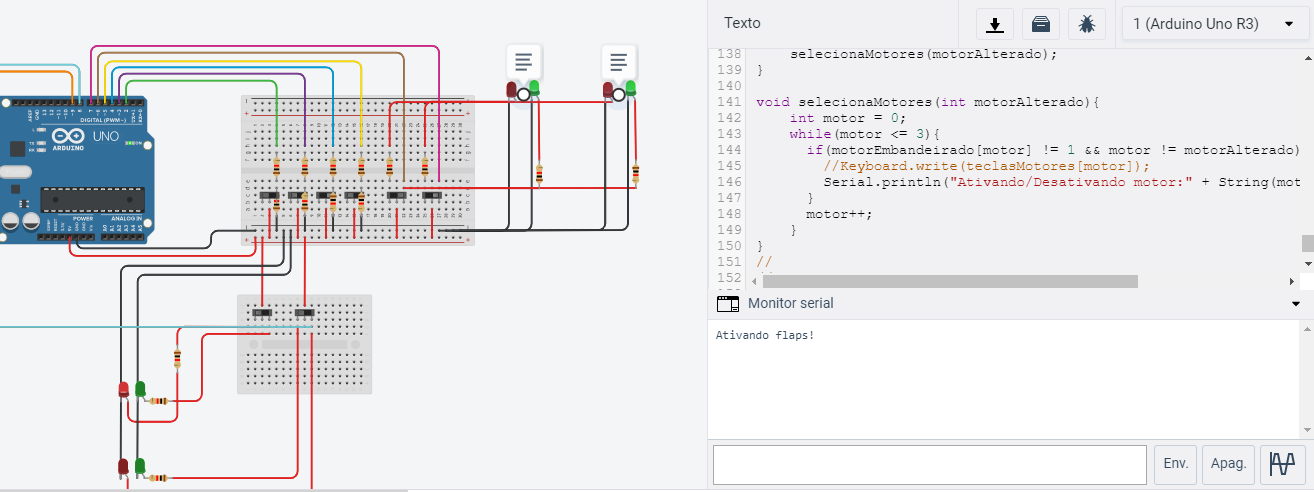 Texto
1 (Arduino Uno R3)
138 selecionaMotores(motorAlterado);
139 }
140
141 void selecionaMotores(int motorAlterado){
142 int motor = 0;
143 while(motor <= 3){
144 if(motorEmbandeirado[motor] != 1 && motor != motorAlterado)
145 //Keyboard.write(teclasMotores[motor]);
146 Serial.println("Ativando/Desativando motor:" + String(mot
147 }
148 motor++;
149 }
150 }
151 //
152
Monitor serial
Ativando flaps!
Env.
Apag.
DIGITAL (PWM~)
UNO
ARDUINO
POWER
ANALOG IN